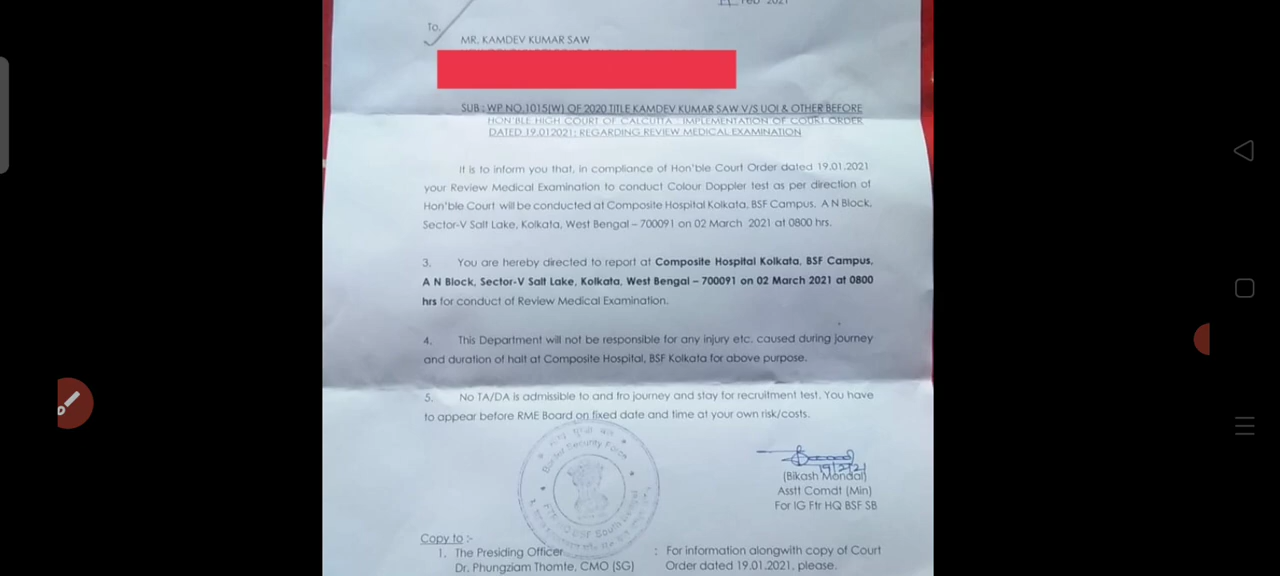 Feb 2021
To,
MR. KAMDEV KUMAR SAW
SUB : WP NO.1015(W) OF 2020 TITLE KAMDEV KUMAR SAW V/S UOI & OTHER BEFORE
HON'BLE HIGH COURT OF CALCUTTA : IMPLEMENTATION OF COURT ORDER
DATED 19.012021: REGARDING REVIEW MEDICAL EXAMINATION
It is to inform you that, in compliance of Hon'ble Court Order dated 19.01.2021
your Review Medical Examination to conduct Colour Doppler test as per direction of
Hon'ble Court will be conducted at Composite Hospital Kolkata, BSF Campus, A N Block,
Sector-V Salt Lake, Kolkata, West Bengal – 700091 on 02 March 2021 at 0800 hrs.
3. You are hereby directed to report at Composite Hospital Kolkata, BSF Campus,
A N Block, Sector-V Salt Lake, Kolkata, West Bengal – 700091 on 02 March 2021 at 0800
hrs for conduct of Review Medical Examination.
4. This Department will not be responsible for any injury etc. caused during journey
and duration of halt at Composite Hospital, BSF Kolkata for above purpose.
5. No TA/DA is admissible to and fro journey and stay for recruitment test. You have
to appear before RME Board on fixed date and time at your own risk/costs.
Border Security Force
BSF South Bengal
19/2/21
(Bikash Mondal)
Asstt Comdt (Min)
For IG Ftr HQ BSF SB
Copy to :-
1. The Presiding Officer : For information alongwith copy of Court
Dr. Phungziam Thomte, CMO (SG) Order dated 19.01.2021, please.